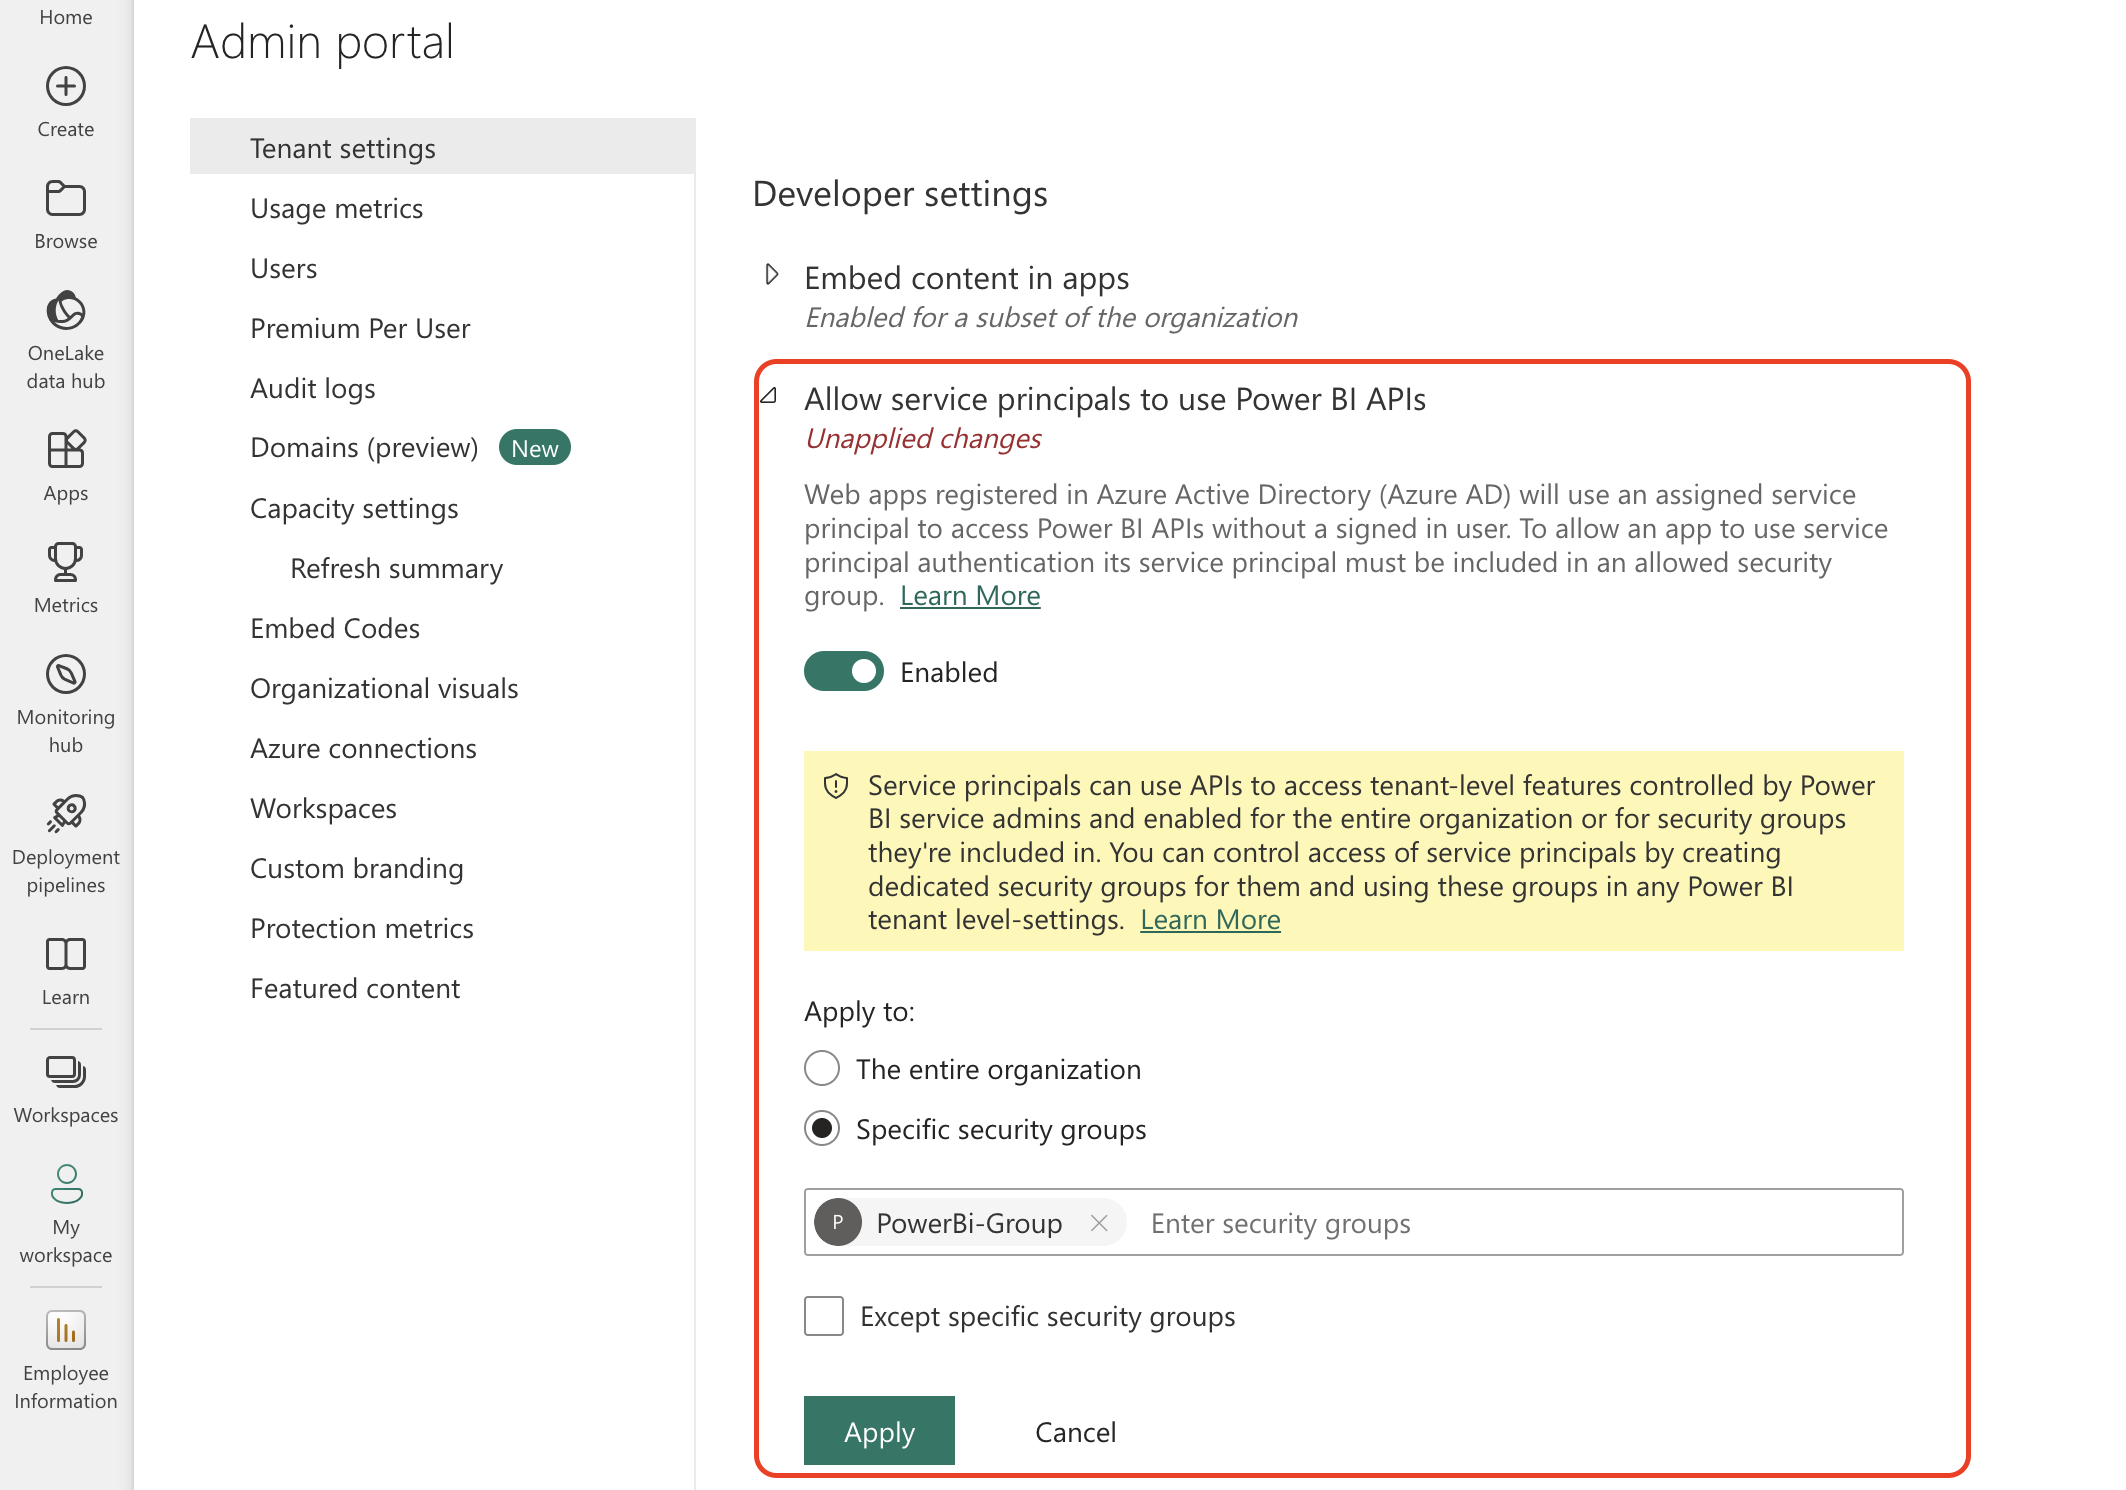 Home
Create
Browse
OneLake
data hub
Apps
Metrics
Monitoring
hub
Deployment
pipelines
Learn
Workspaces
My
workspace
Employee
Information
Admin portal
Tenant settings
Usage metrics
Users
Premium Per User
Audit logs
Domains (preview) New
Capacity settings
Refresh summary
Embed Codes
Organizational visuals
Azure connections
Workspaces
Custom branding
Protection metrics
Featured content
Developer settings
Embed content in apps
Enabled for a subset of the organization
Allow service principals to use Power BI APIs
Unapplied changes
Web apps registered in Azure Active Directory (Azure AD) will use an assigned service
principal to access Power BI APIs without a signed in user. To allow an app to use service
principal authentication its service principal must be included in an allowed security
group. Learn More
Enabled
Service principals can use APIs to access tenant-level features controlled by Power
BI service admins and enabled for the entire organization or for security groups
they're included in. You can control access of service principals by creating
dedicated security groups for them and using these groups in any Power BI
tenant level-settings. Learn More
Apply to:
The entire organization
Specific security groups
P PowerBi-Group Enter security groups
Except specific security groups
Apply Cancel